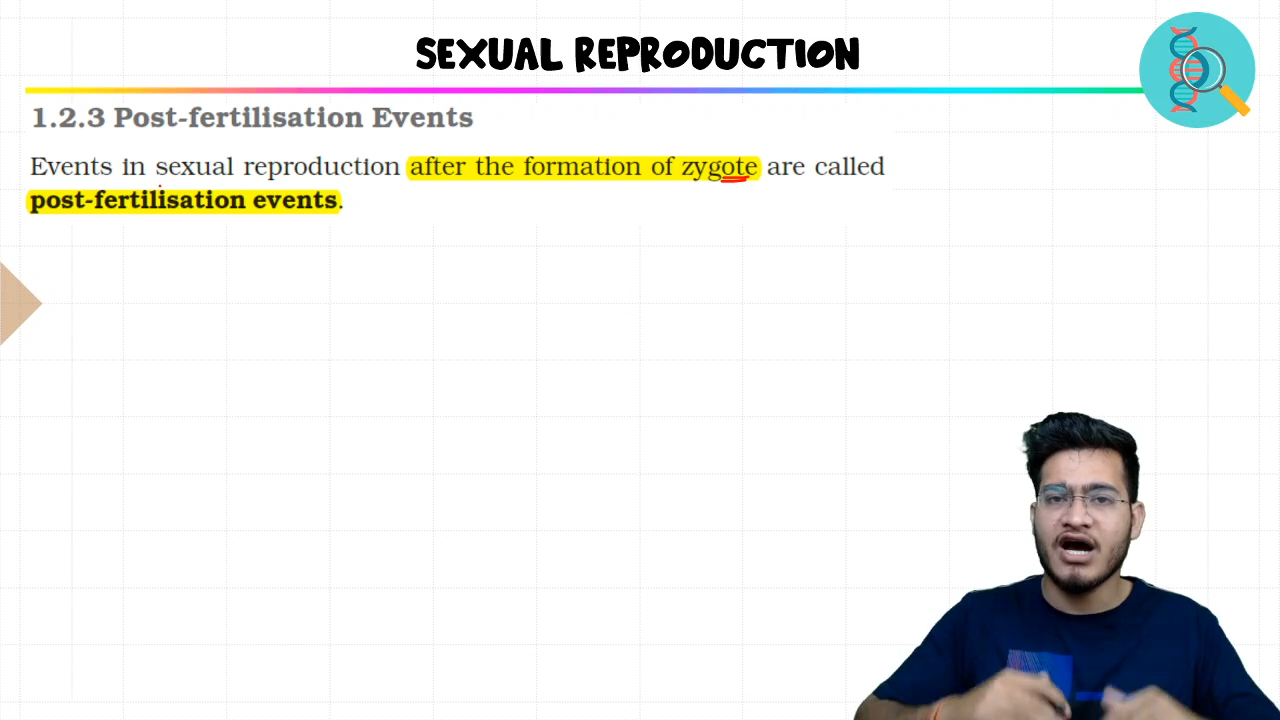 SEXUAL REPRODUCTION
1.2.3 Post-fertilisation Events
Events in sexual reproduction after the formation of zygote are called
post-fertilisation events.